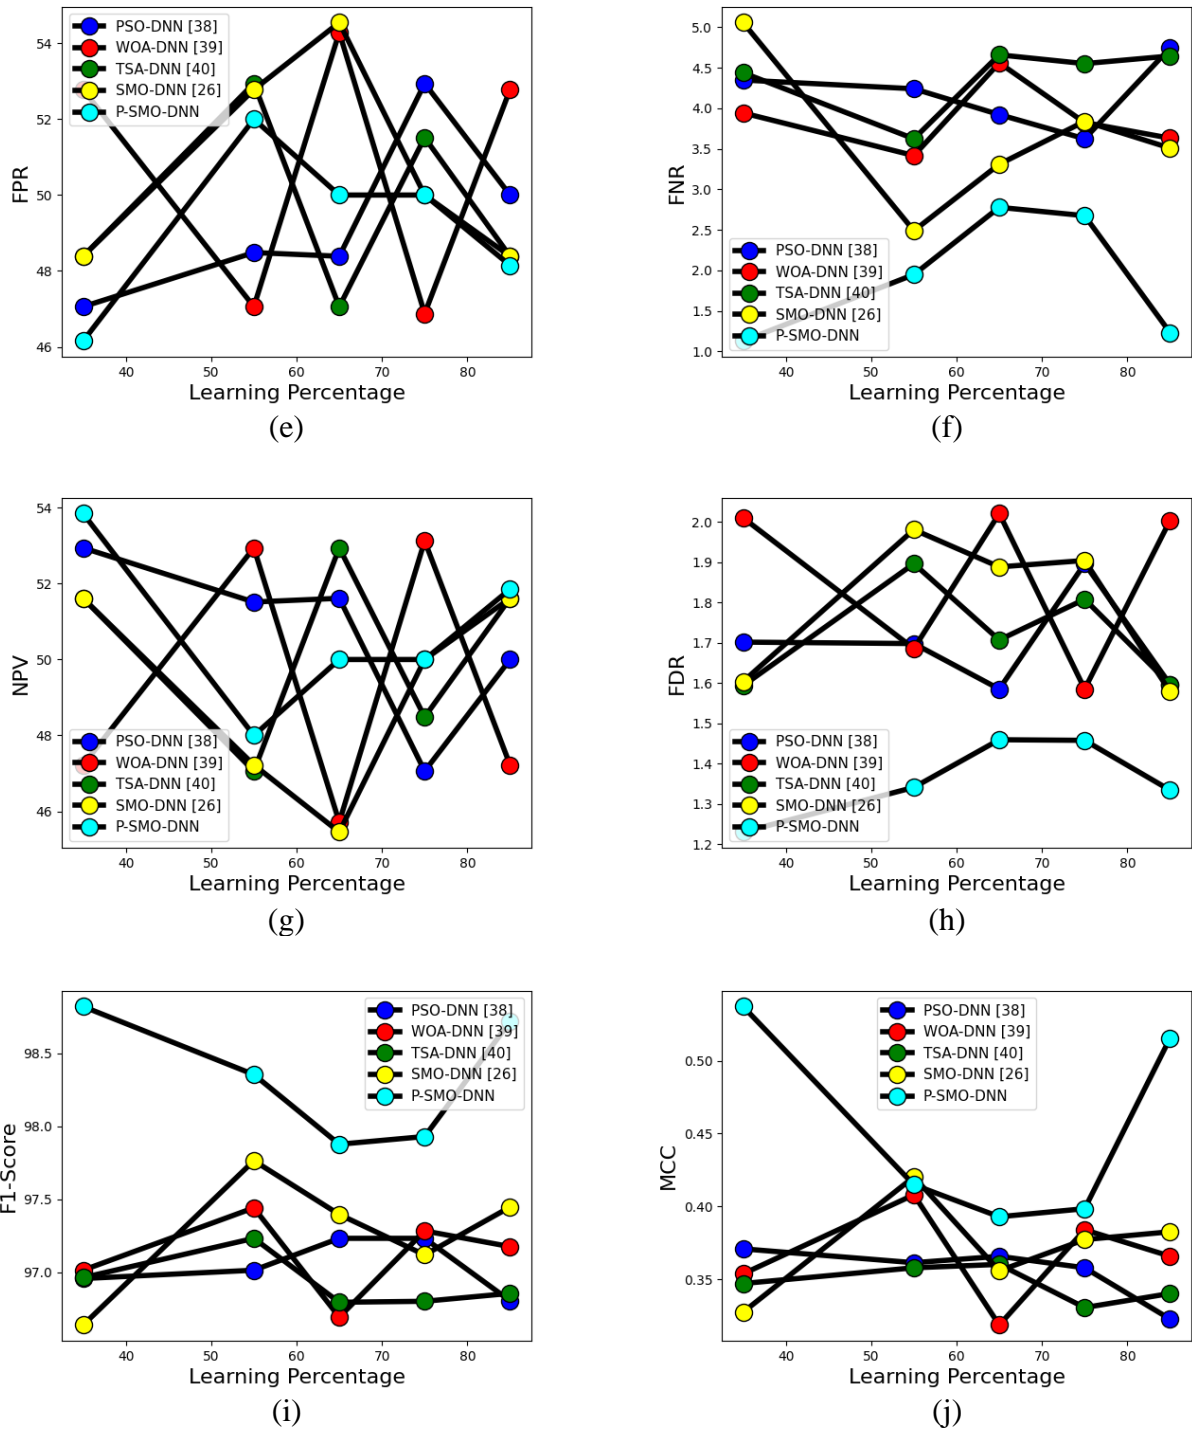 54
52
50
48
46
FPR
PSO-DNN [38]
WOA-DNN [39]
TSA-DNN [40]
SMO-DNN [26]
P-SMO-DNN
40 50 60 70 80
Learning Percentage
(e)
5.0
4.5
4.0
3.5
3.0
2.5
2.0
1.5
1.0
FNR
PSO-DNN [38]
WOA-DNN [39]
TSA-DNN [40]
SMO-DNN [26]
P-SMO-DNN
40 50 60 70 80
Learning Percentage
(f)
54
52
50
48
46
NPV
PSO-DNN [38]
WOA-DNN [39]
TSA-DNN [40]
SMO-DNN [26]
P-SMO-DNN
40 50 60 70 80
Learning Percentage
(g)
2.0
1.9
1.8
1.7
1.6
1.5
1.4
1.3
1.2
FDR
PSO-DNN [38]
WOA-DNN [39]
TSA-DNN [40]
SMO-DNN [26]
P-SMO-DNN
40 50 60 70 80
Learning Percentage
(h)
98.5
98.0
97.5
97.0
F1-Score
PSO-DNN [38]
WOA-DNN [39]
TSA-DNN [40]
SMO-DNN [26]
P-SMO-DNN
40 50 60 70 80
Learning Percentage
(i)
0.50
0.45
0.40
0.35
MCC
PSO-DNN [38]
WOA-DNN [39]
TSA-DNN [40]
SMO-DNN [26]
P-SMO-DNN
40 50 60 70 80
Learning Percentage
(j)